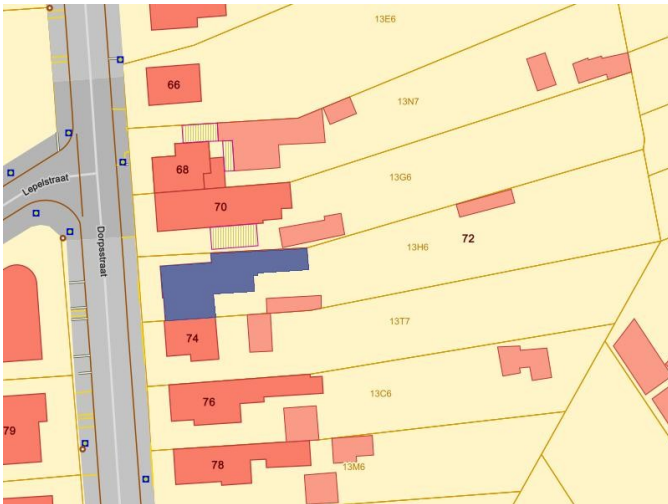 13E6
66
13N7
68
Lepelstraat
13G6
70
72
Dorpsstraat
13H6
13T7
74
76
13C6
79
78
13M6